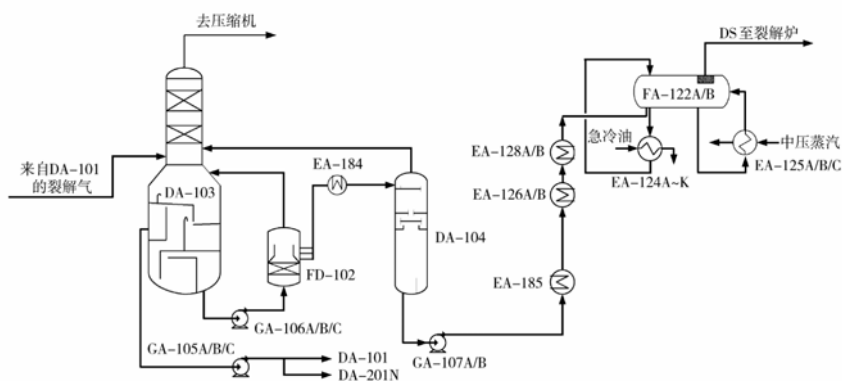 去压缩机
DS至裂解炉
FA-122A/B
急冷油
中压蒸汽
EA-128A/B
EA-125A/B/C
EA-124A~K
来自DA-101
的裂解气
DA-103
EA-184
EA-126A/B
DA-104
FD-102
EA-185
GA-106A/B/C
GA-107A/B
GA-105A/B/C
DA-101
DA-201N